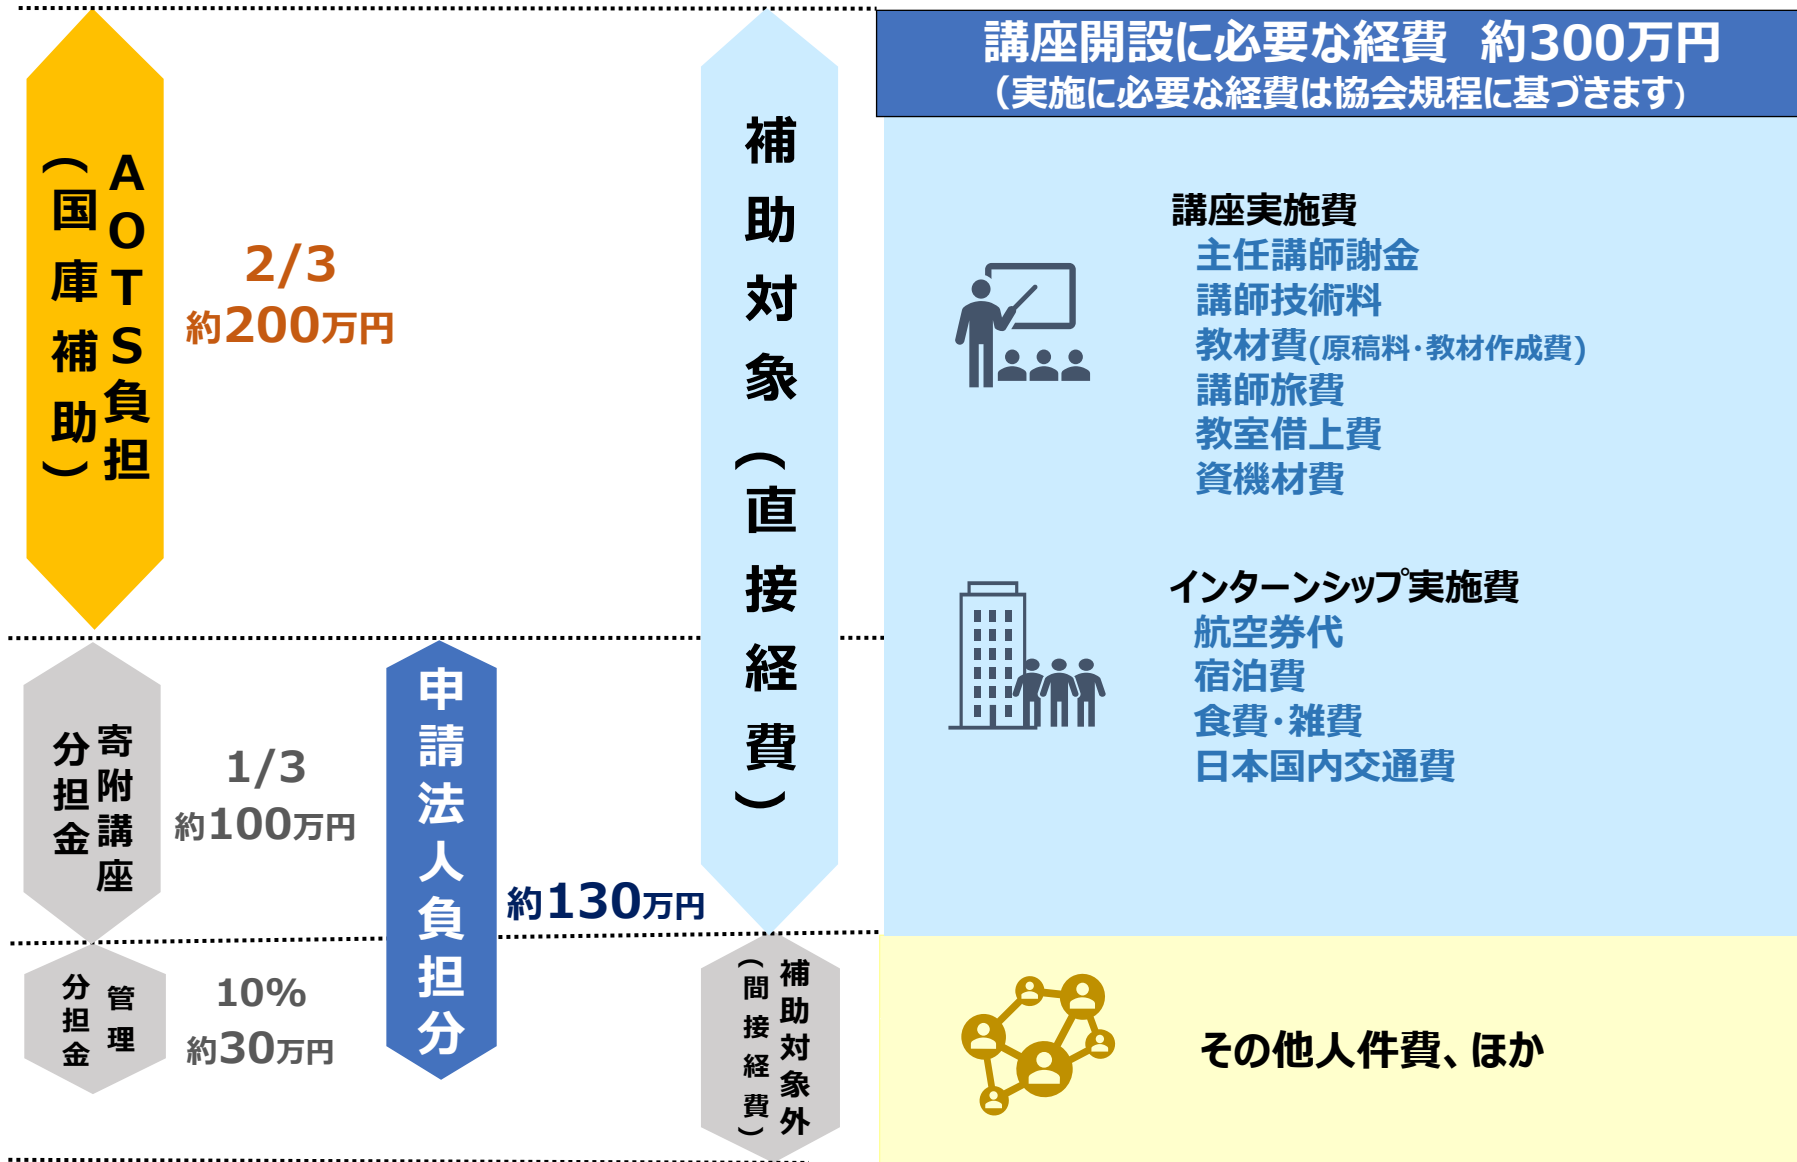 講座開設に必要な経費 約300万円
（実施に必要な経費は協会規程に基づきます）
AOTS負担
（国庫補助）
2/3
約200万円
補助対象（直接経費）
講座実施費
主任講師謝金
講師技術料
教材費(原稿料・教材作成費)
講師旅費
教室借上費
資機材費
インターンシップ実施費
航空券代
宿泊費
食費・雑費
日本国内交通費
寄附講座
分担金
1/3
約100万円
申請法人負担分
約130万円
管理
分担金
10%
約30万円
補助対象外
（間接経費）
その他人件費、ほか